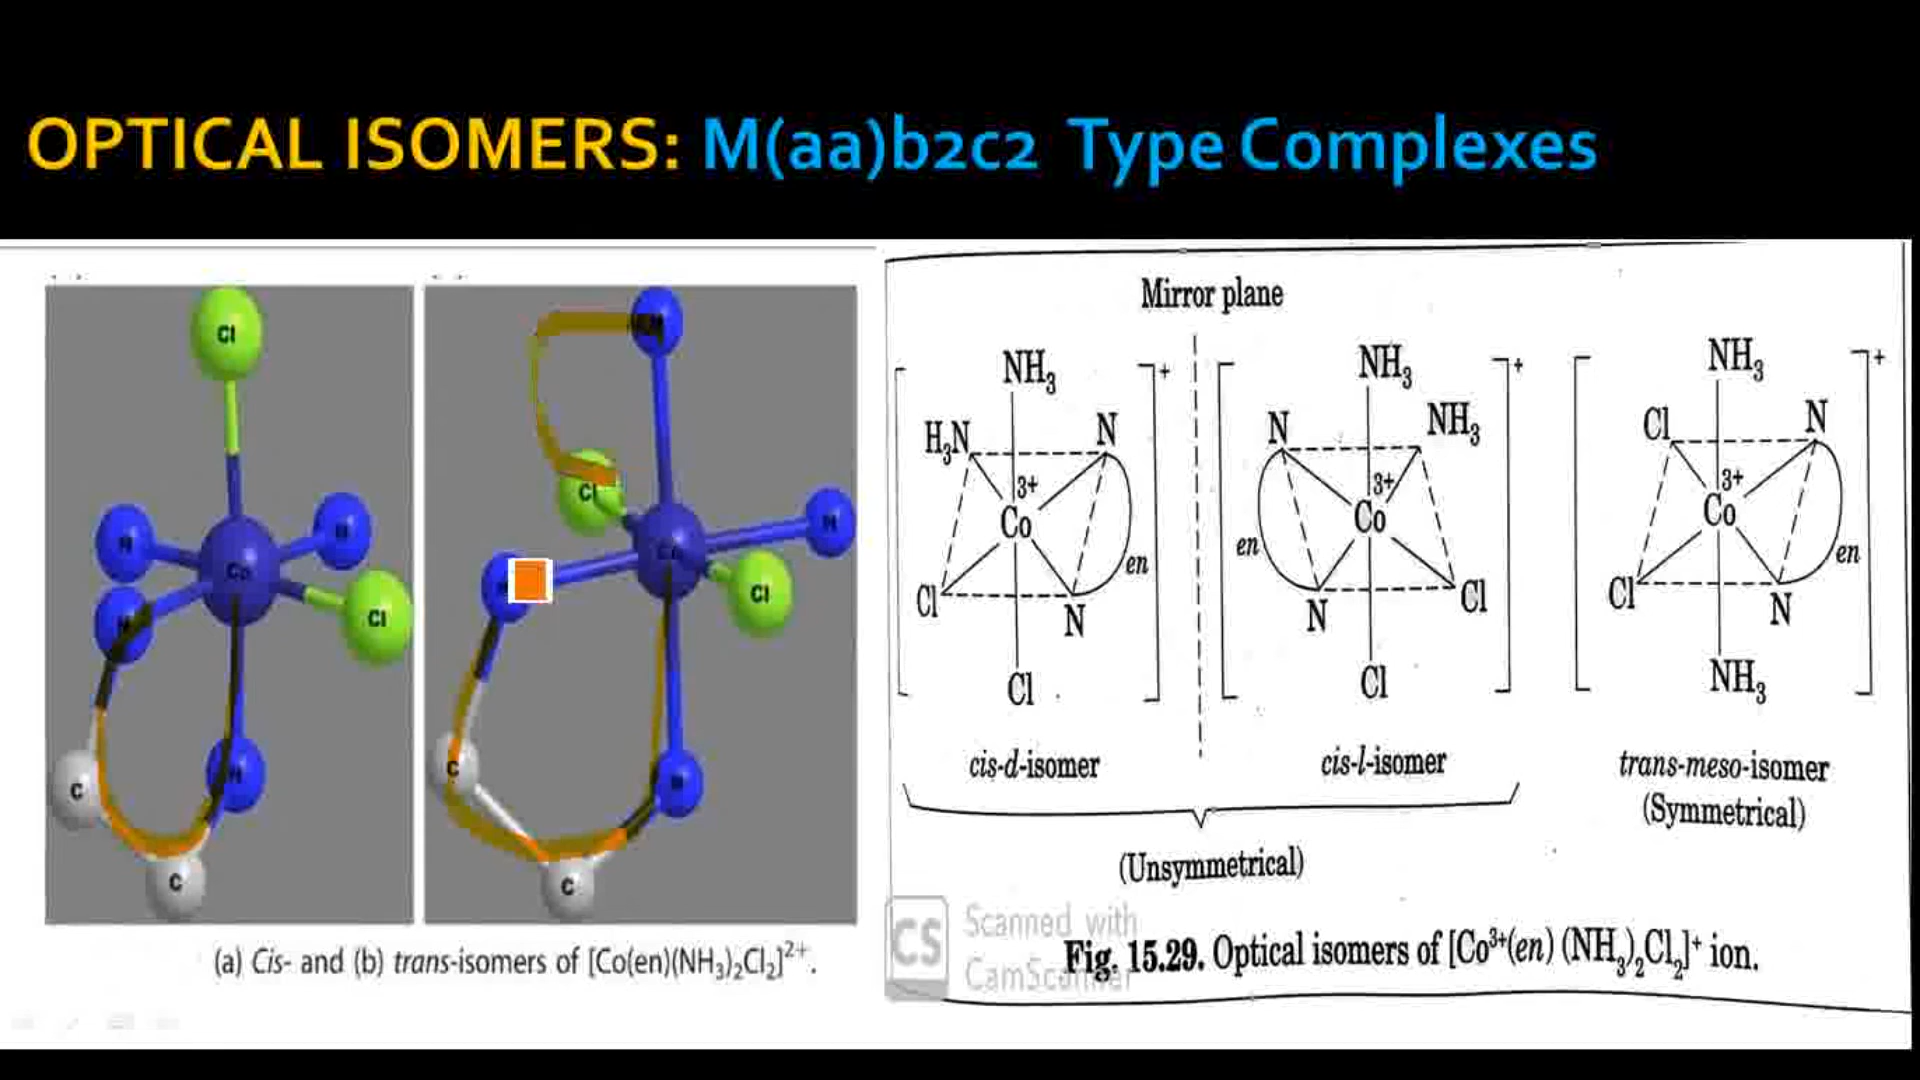 OPTICAL ISOMERS: M(aa)b2c2 Type Complexes
Cl
N
N
Co
N
Cl
C
N
C
N
Cl
N
Co
Cl
C
N
C
(a) Cis- and (b) trans-isomers of [Co(en)(NH₃)₂Cl₂]²⁺.
Mirror plane
NH₃
+
H₃N
N
3+
Co
en
Cl
N
Cl
cis-d-isomer
NH₃
+
N
NH₃
3+
Co
en
N
Cl
Cl
cis-l-isomer
(Unsymmetrical)
NH₃
+
Cl
N
3+
Co
en
Cl
N
NH₃
trans-meso-isomer
(Symmetrical)
CS
Scanned with
CamScanner
Fig. 15.29. Optical isomers of [Co³⁺(en) (NH₃)₂Cl₂]⁺ ion.